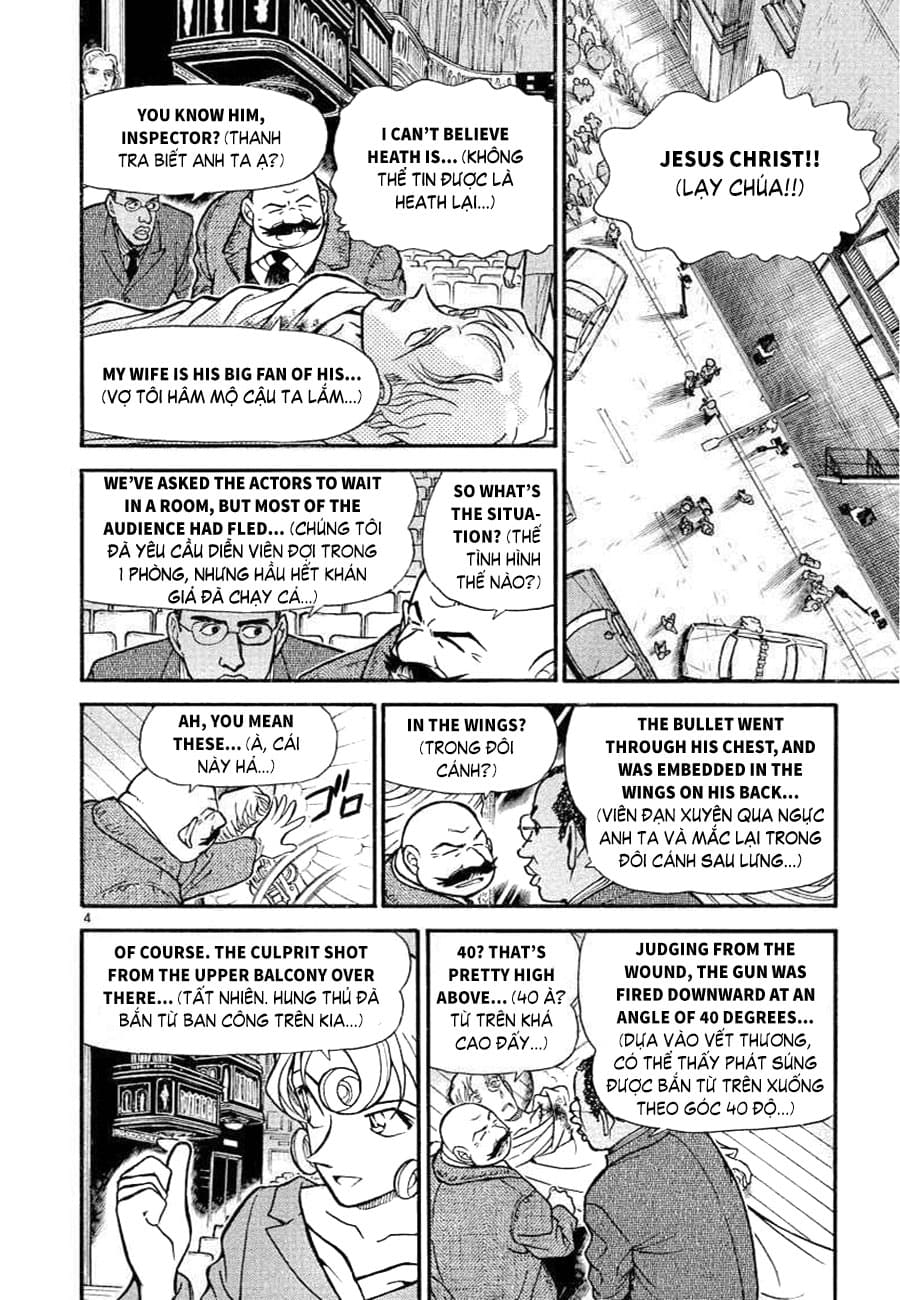 JESUS CHRIST!!
(LẠY CHÚA!!)
I CAN'T BELIEVE
HEATH IS... (KHÔNG
THỂ TIN ĐƯỢC LÀ
HEATH LẠI...)
YOU KNOW HIM,
INSPECTOR? (THANH
TRA BIẾT ANH TA Ạ?)
MY WIFE IS HIS BIG FAN OF HIS...
(VỢ TÔI HÂM MỘ CẬU TA LẮM...)
SO WHAT'S
THE SITUA-
TION? (THẾ
TÌNH HÌNH
THẾ NÀO?)
WE'VE ASKED THE ACTORS TO WAIT
IN A ROOM, BUT MOST OF THE
AUDIENCE HAD FLED... (CHÚNG TÔI
ĐÃ YÊU CẦU DIỄN VIÊN ĐỢI TRONG
1 PHÒNG, NHƯNG HẦU HẾT KHÁN
GIẢ ĐÃ CHẠY CẢ...)
THE BULLET WENT
THROUGH HIS CHEST, AND
WAS EMBEDDED IN THE
WINGS ON HIS BACK...
(VIÊN ĐẠN XUYÊN QUA NGỰC
ANH TA VÀ MẮC LẠI TRONG
ĐÔI CÁNH SAU LƯNG...)
IN THE WINGS?
(TRONG ĐÔI
CÁNH?)
AH, YOU MEAN
THESE... (À, CÁI
NÀY HẢ...)
ゴロ
4
JUDGING FROM THE
WOUND, THE GUN WAS
FIRED DOWNWARD AT AN
ANGLE OF 40 DEGREES...
(DỰA VÀO VẾT THƯƠNG,
CÓ THỂ THẤY PHÁT SÚNG
ĐƯỢC BẮN TỪ TRÊN XUỐNG
THEO GÓC 40 ĐỘ...)
40? THAT'S
PRETTY HIGH
ABOVE... (40 À?
TỪ TRÊN KHÁ
CAO ĐẤY...)
OF COURSE. THE CULPRIT SHOT
FROM THE UPPER BALCONY OVER
THERE... (TẤT NHIÊN. HUNG THỦ ĐÃ
BẮN TỪ BAN CÔNG TRÊN KIA...)